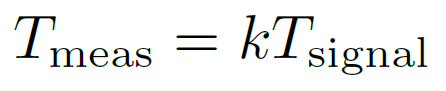 T_meas = kT_signal